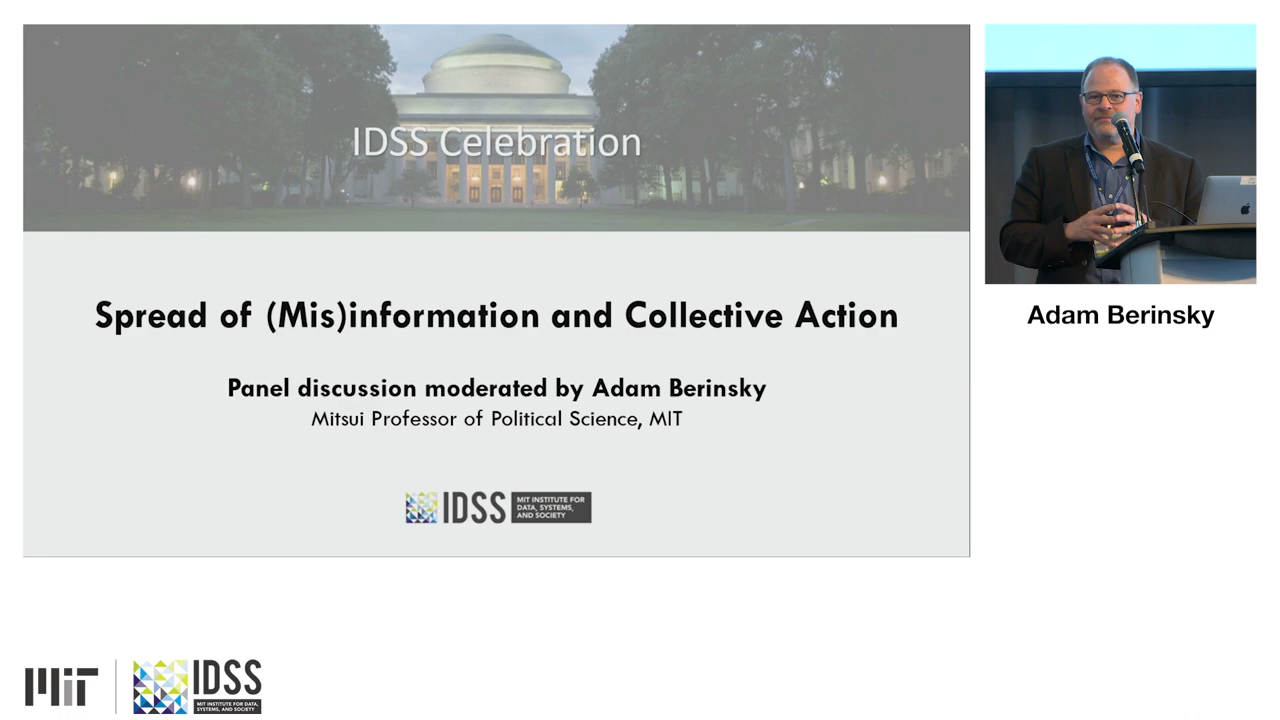 IDSS Celebration
Spread of (Mis)information and Collective Action
Panel discussion moderated by Adam Berinsky
Mitsui Professor of Political Science, MIT
IDSS
MIT INSTITUTE FOR
DATA, SYSTEMS,
AND SOCIETY
Adam Berinsky
MIT
IDSS
MIT INSTITUTE FOR DATA,
SYSTEMS, AND SOCIETY